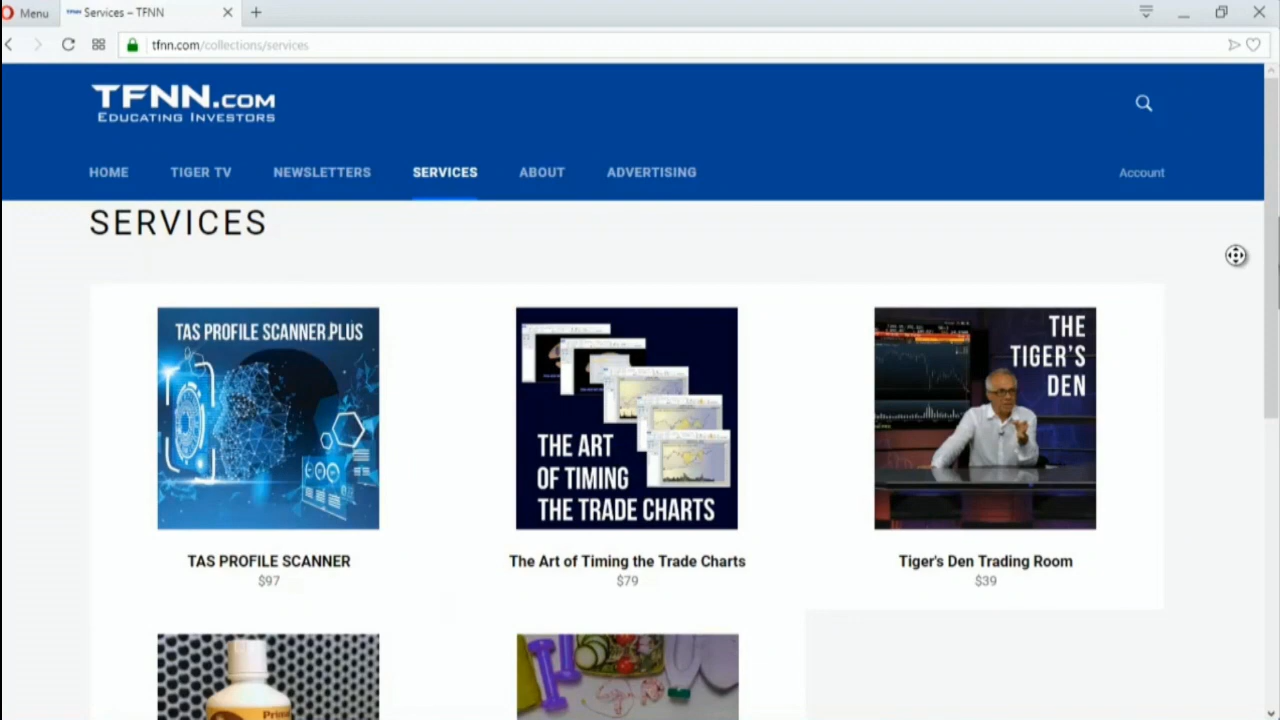 Menu
Services – TFNN
tfnn.com/collections/services
TFNN.COM
EDUCATING INVESTORS
HOME
TIGER TV
NEWSLETTERS
SERVICES
ABOUT
ADVERTISING
Account
SERVICES
TAS PROFILE SCANNER PLUS
THE ART
OF TIMING
THE TRADE CHARTS
THE
TIGER'S
DEN
TAS PROFILE SCANNER
$97
The Art of Timing the Trade Charts
$79
Tiger's Den Trading Room
$39